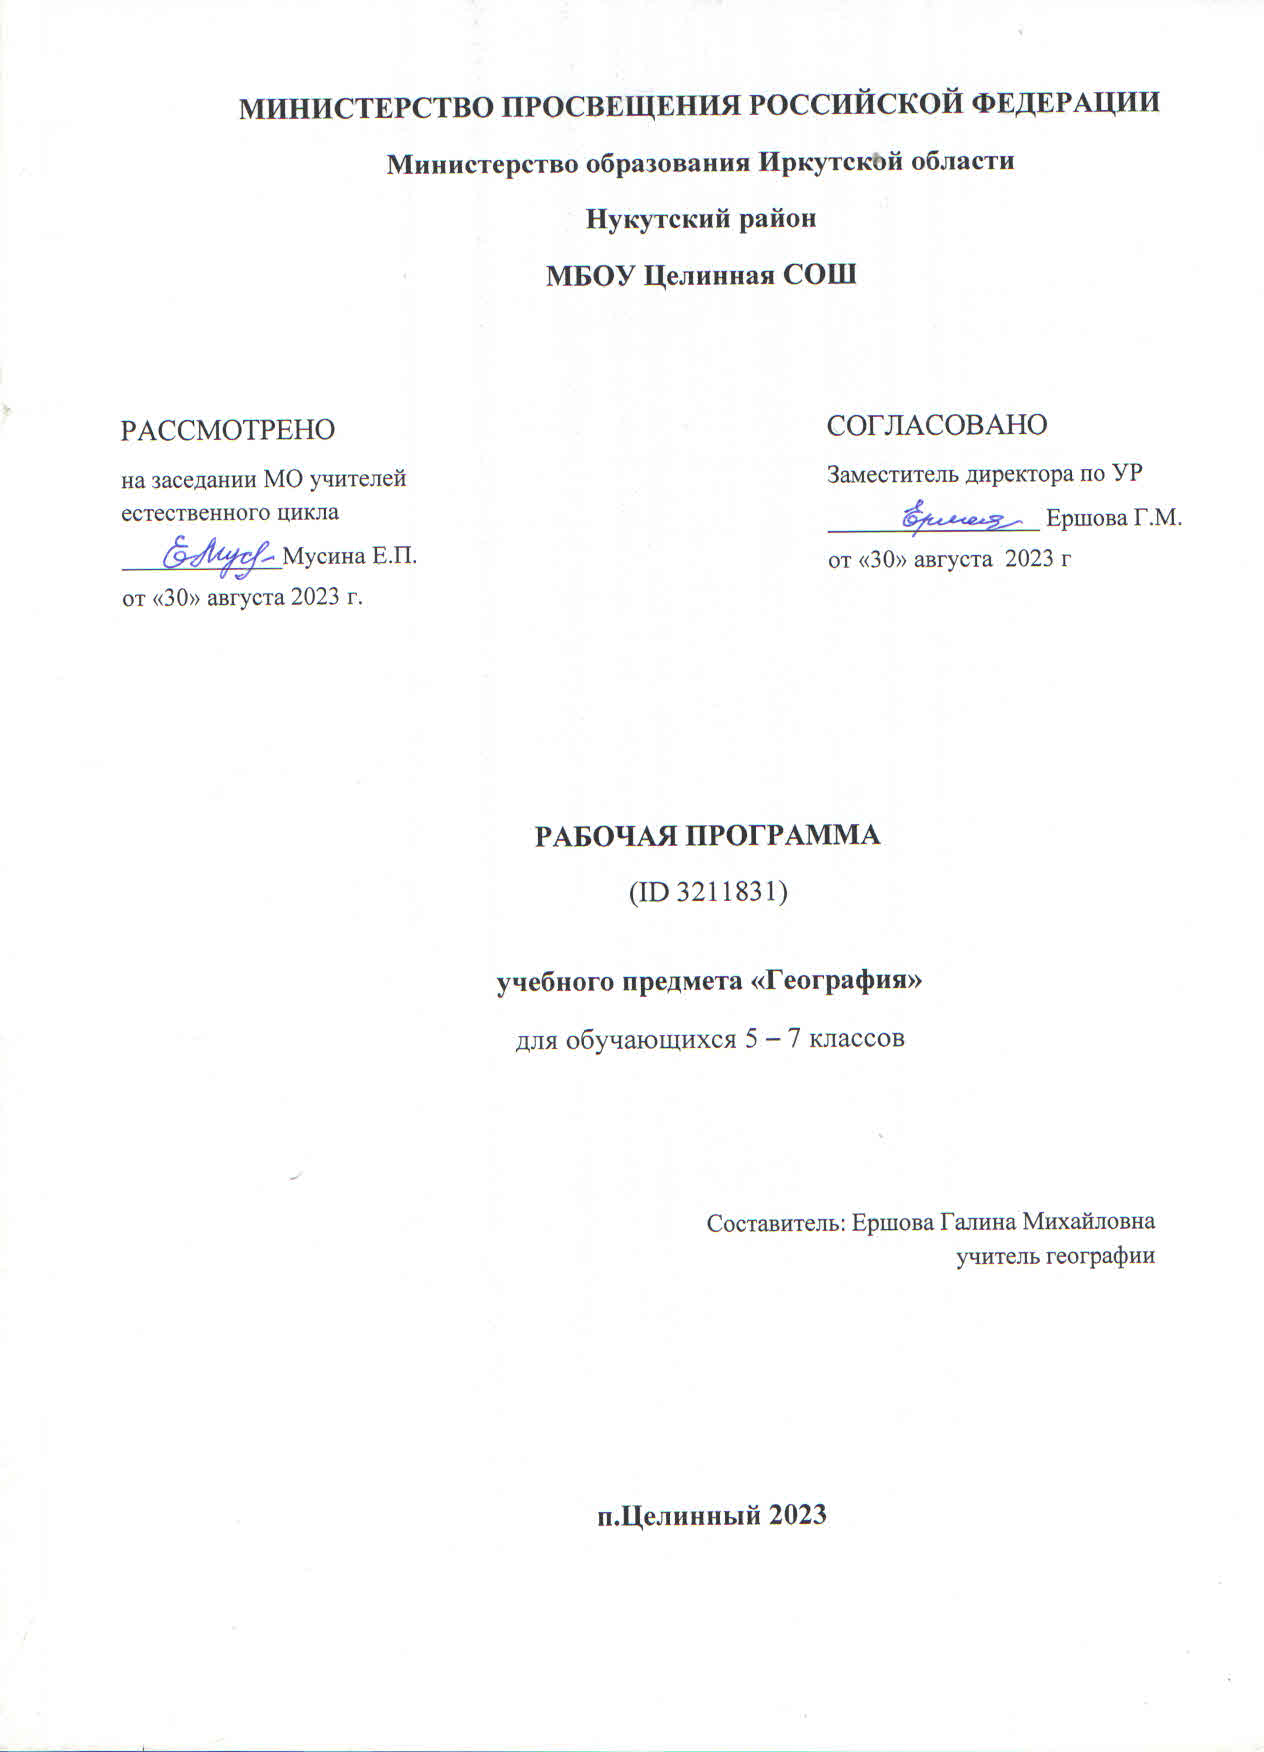 МИНИСТЕРСТВО ПРОСВЕЩЕНИЯ РОССИЙСКОЙ ФЕДЕРАЦИИ
Министерство образования Иркутской области
Нукутский район
МБОУ Целинная СОШ
РАССМОТРЕНО
на заседании МО учителей
естественного цикла
Мусина Е.П.
от «30» августа 2023 г.
СОГЛАСОВАНО
Заместитель директора по УР
Ершова Г.М.
от «30» августа 2023 г
РАБОЧАЯ ПРОГРАММА
(ID 3211831)
учебного предмета «География»
для обучающихся 5 – 7 классов
Составитель: Ершова Галина Михайловна
учитель географии
п.Целинный 2023